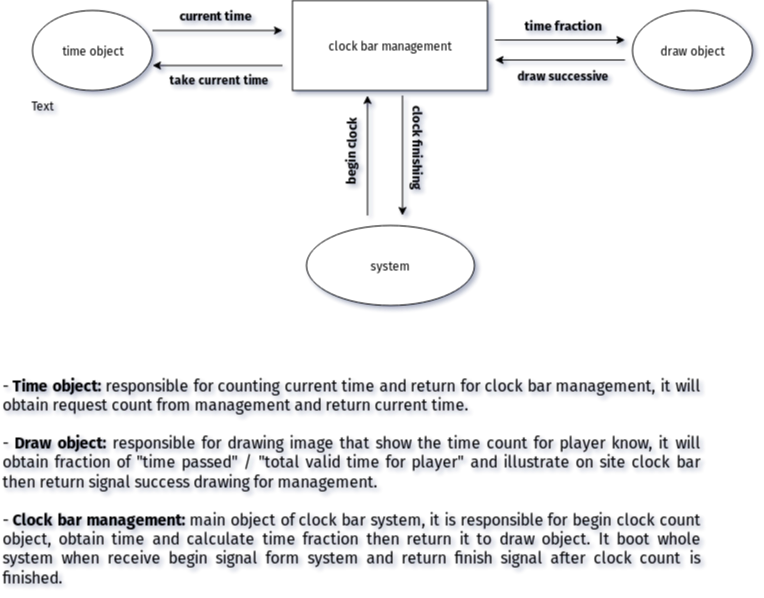 current time
time object
take current time
Text
clock bar management
time fraction
draw object
draw successive
begin clock
clock finishing
system
- Time object: responsible for counting current time and return for clock bar management, it will
obtain request count from management and return current time.
- Draw object: responsible for drawing image that show the time count for player know, it will
obtain fraction of "time passed" / "total valid time for player" and illustrate on site clock bar
then return signal success drawing for management.
- Clock bar management: main object of clock bar system, it is responsible for begin clock count
object, obtain time and calculate time fraction then return it to draw object. It boot whole
system when receive begin signal form system and return finish signal after clock count is
finished.